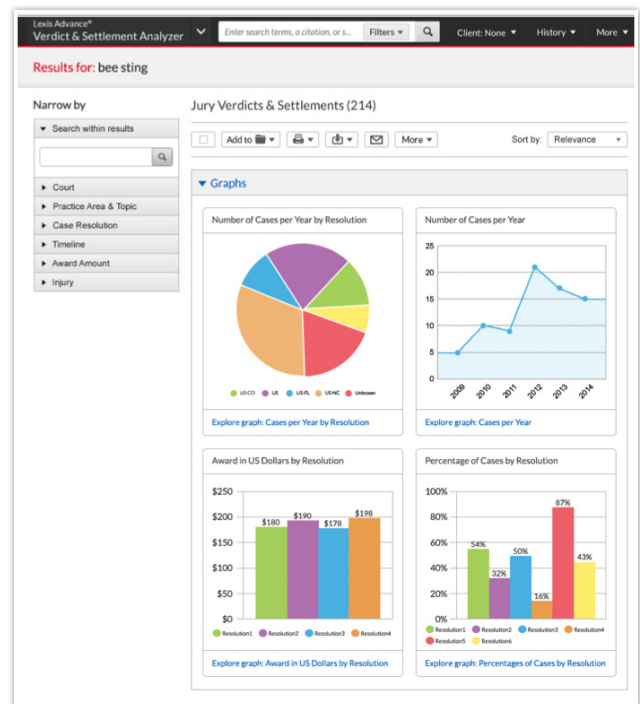 Lexis Advance®
Verdict & Settlement Analyzer
Enter search terms, a citation, or s... Filters
Client: None History More
Results for: bee sting
Narrow by
Search within results
Court
Practice Area & Topic
Case Resolution
Timeline
Award Amount
Injury
Jury Verdicts & Settlements (214)
Add to More Sort by: Relevance
Graphs
Number of Cases per Year by Resolution
US-CO US US-FL US-NC Unknown
Explore graph: Cases per Year by Resolution
Number of Cases per Year
25
20
15
10
5
0
2009 2010 2011 2012 2013 2014
Explore graph: Cases per Year
Award in US Dollars by Resolution
$250
$200
$150
$100
$50
$0
$180 $190 $178 $198
Resolution1 Resolution2 Resolution3 Resolution4
Explore graph: Award in US Dollars by Resolution
Percentage of Cases by Resolution
100%
80%
60%
40%
20%
0%
54% 32% 50% 16% 87% 43%
Resolution1 Resolution2 Resolution3 Resolution4
Resolution5 Resolution6
Explore graph: Percentages of Cases by Resolution